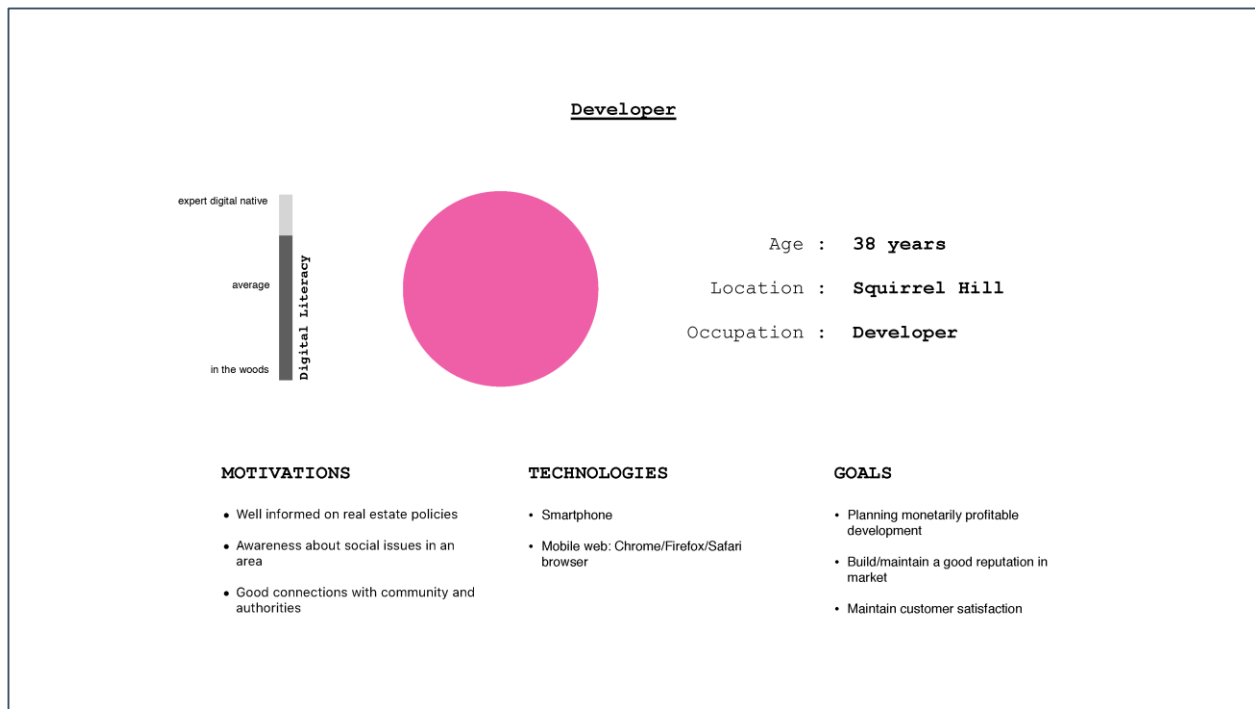 Developer
expert digital native
average
in the woods
Digital Literacy
Age : 38 years
Location : Squirrel Hill
Occupation : Developer
MOTIVATIONS
• Well informed on real estate policies
• Awareness about social issues in an
area
• Good connections with community and
authorities
TECHNOLOGIES
• Smartphone
• Mobile web: Chrome/Firefox/Safari
browser
GOALS
• Planning monetarily profitable
development
• Build/maintain a good reputation in
market
• Maintain customer satisfaction